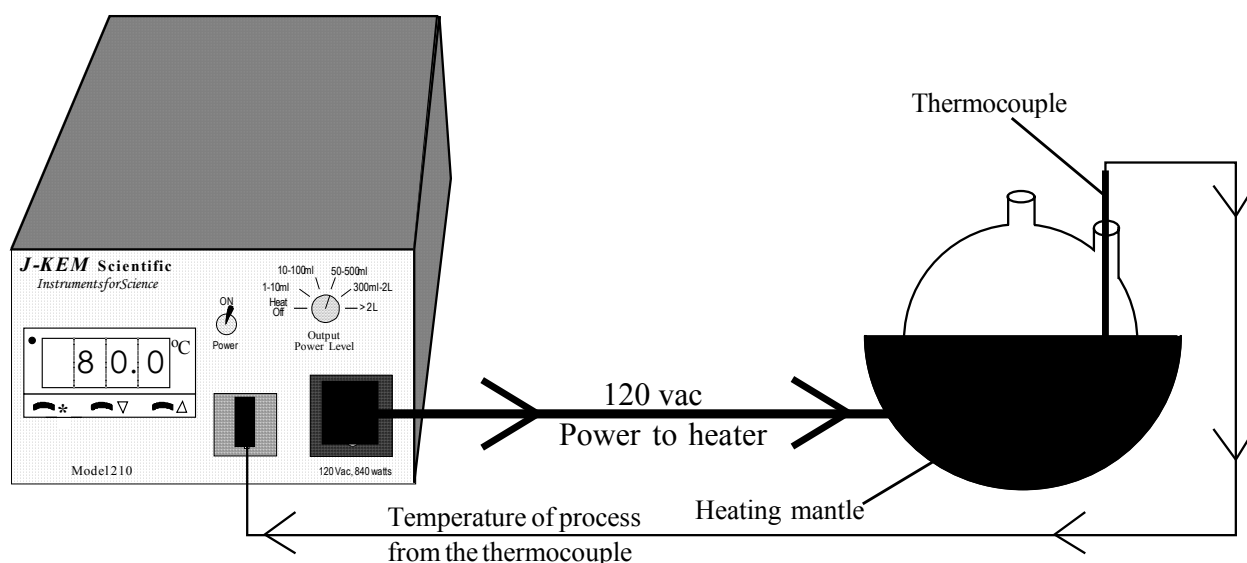 Thermocouple
J-KEM Scientific
InstrumentsforScience
10-100ml 50-500ml
1-10ml 300ml-2L
Heat
Off
>2L
ON
Power
Output
Power Level
80.0 °C
* ▽ △
Model210
120 Vac, 840 watts
120 vac
Power to heater
Heating mantle
Temperature of process
from the thermocouple